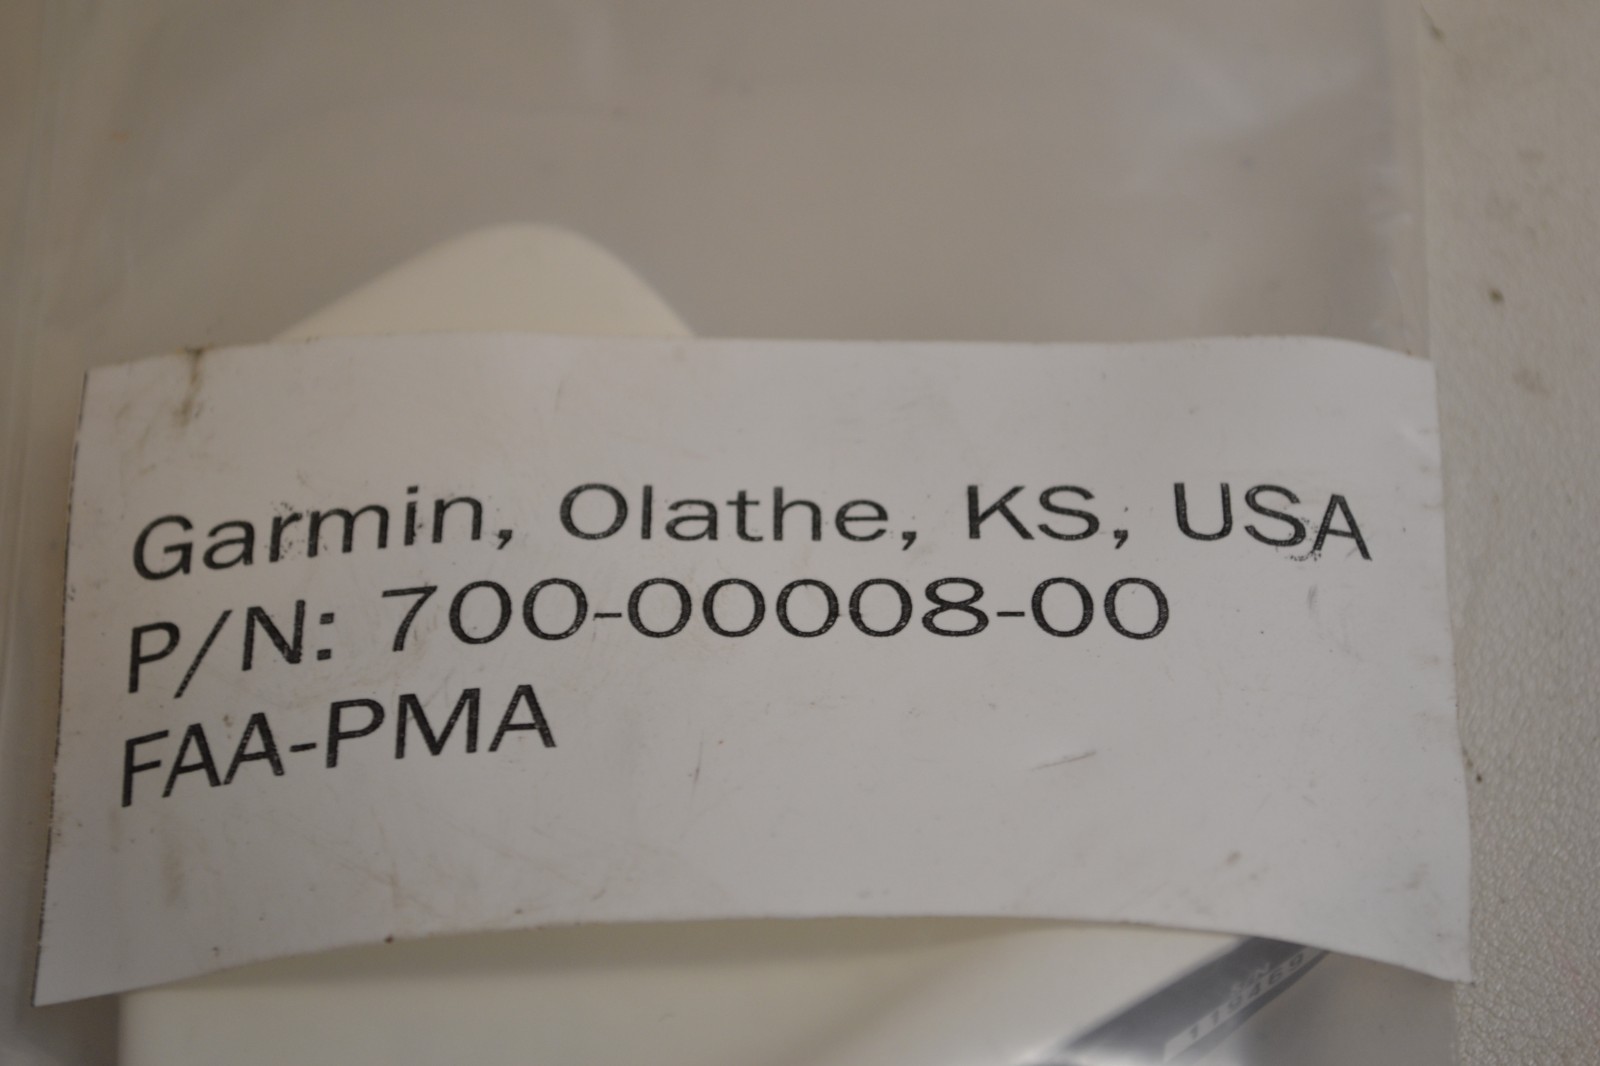 Garmin, Olathe, KS, USA
P/N: 700-00008-00
FAA-PMA